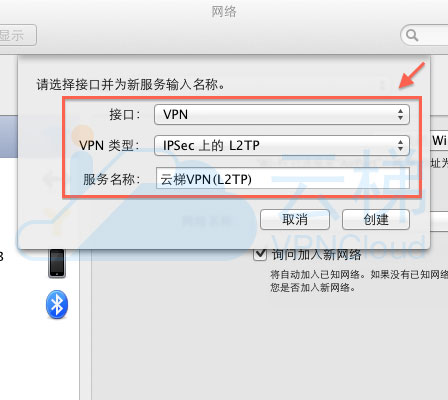 网络
显示
请选择接口并为新服务输入名称。
接口： VPN
VPN 类型： IPSec 上的 L2TP
服务名称： 云梯VPN(L2TP)
取消 创建
云梯
VPNCloud
询问加入新网络
将自动加入已知网络。如果没有已知网络
您是否加入新网络。
Wi
址为